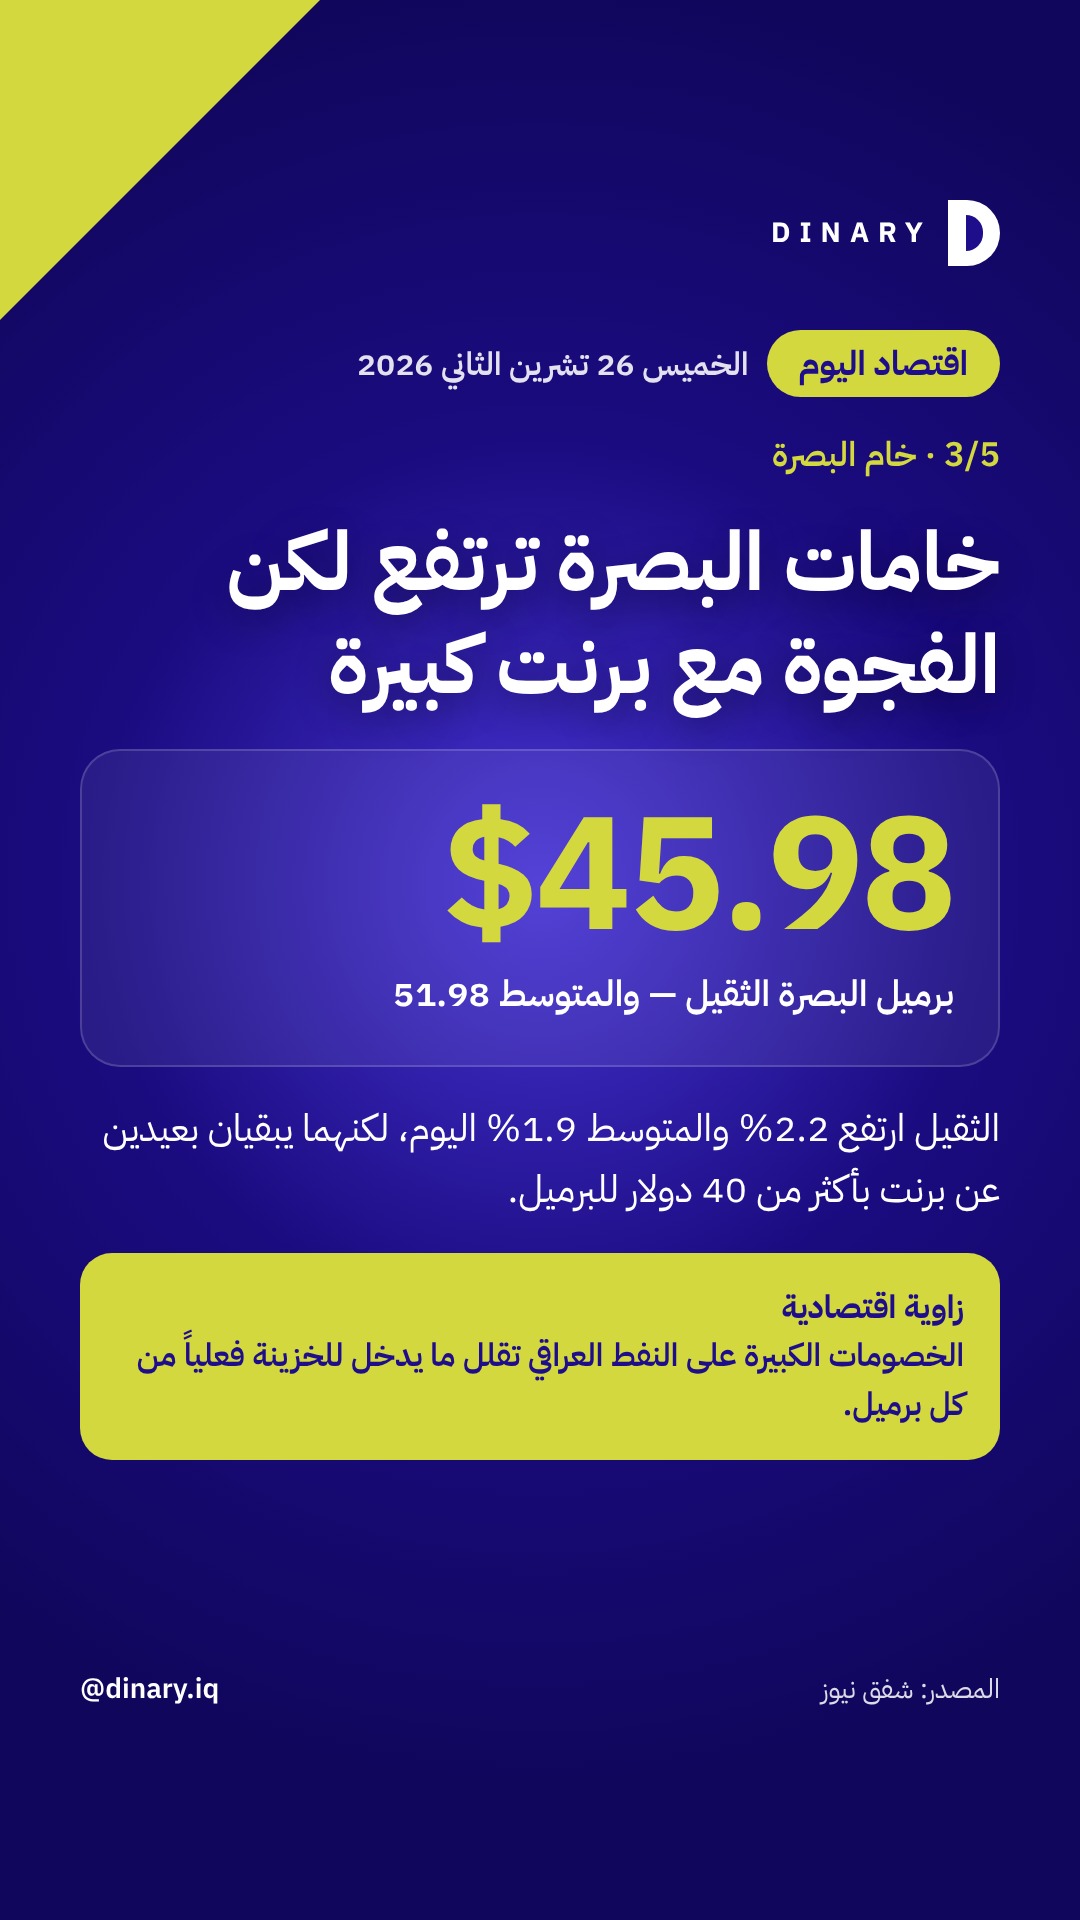 DINARY D
اقتصاد اليوم الخميس 26 تشرين الثاني 2026
3/5 · خام البصرة
خامات البصرة ترتفع لكن
الفجوة مع برنت كبيرة
$45.98
برميل البصرة الثقيل — والمتوسط 51.98
الثقيل ارتفع 2.2% والمتوسط 1.9% اليوم، لكنهما يبقيان بعيدين
عن برنت بأكثر من 40 دولار للبرميل.
زاوية اقتصادية
الخصومات الكبيرة على النفط العراقي تقلل ما يدخل للخزينة فعلياً من
كل برميل.
المصدر: شفق نيوز
@dinary.iq